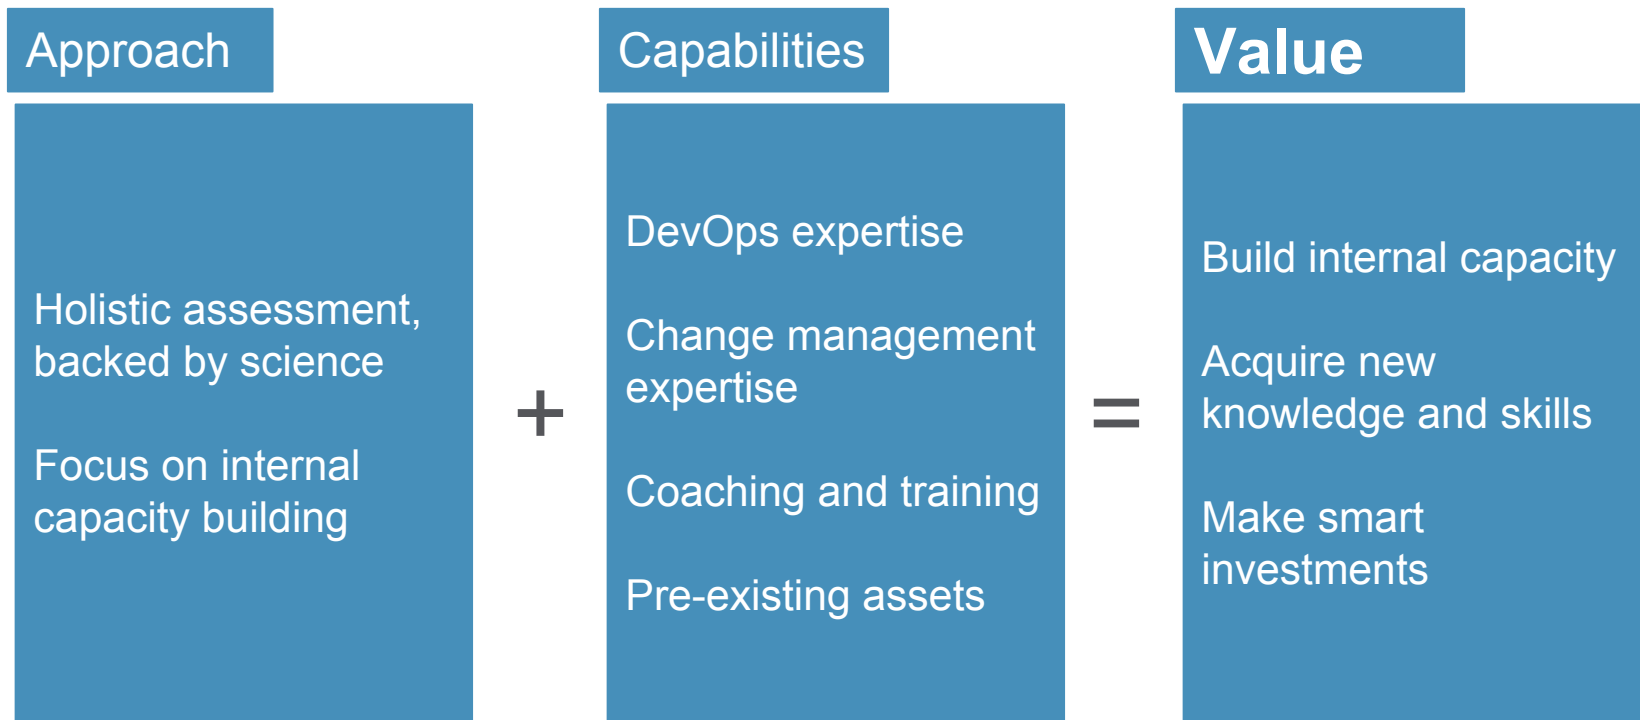 Approach
Holistic assessment,
backed by science
Focus on internal
capacity building
+
Capabilities
DevOps expertise
Change management
expertise
Coaching and training
Pre-existing assets
=
Value
Build internal capacity
Acquire new
knowledge and skills
Make smart
investments